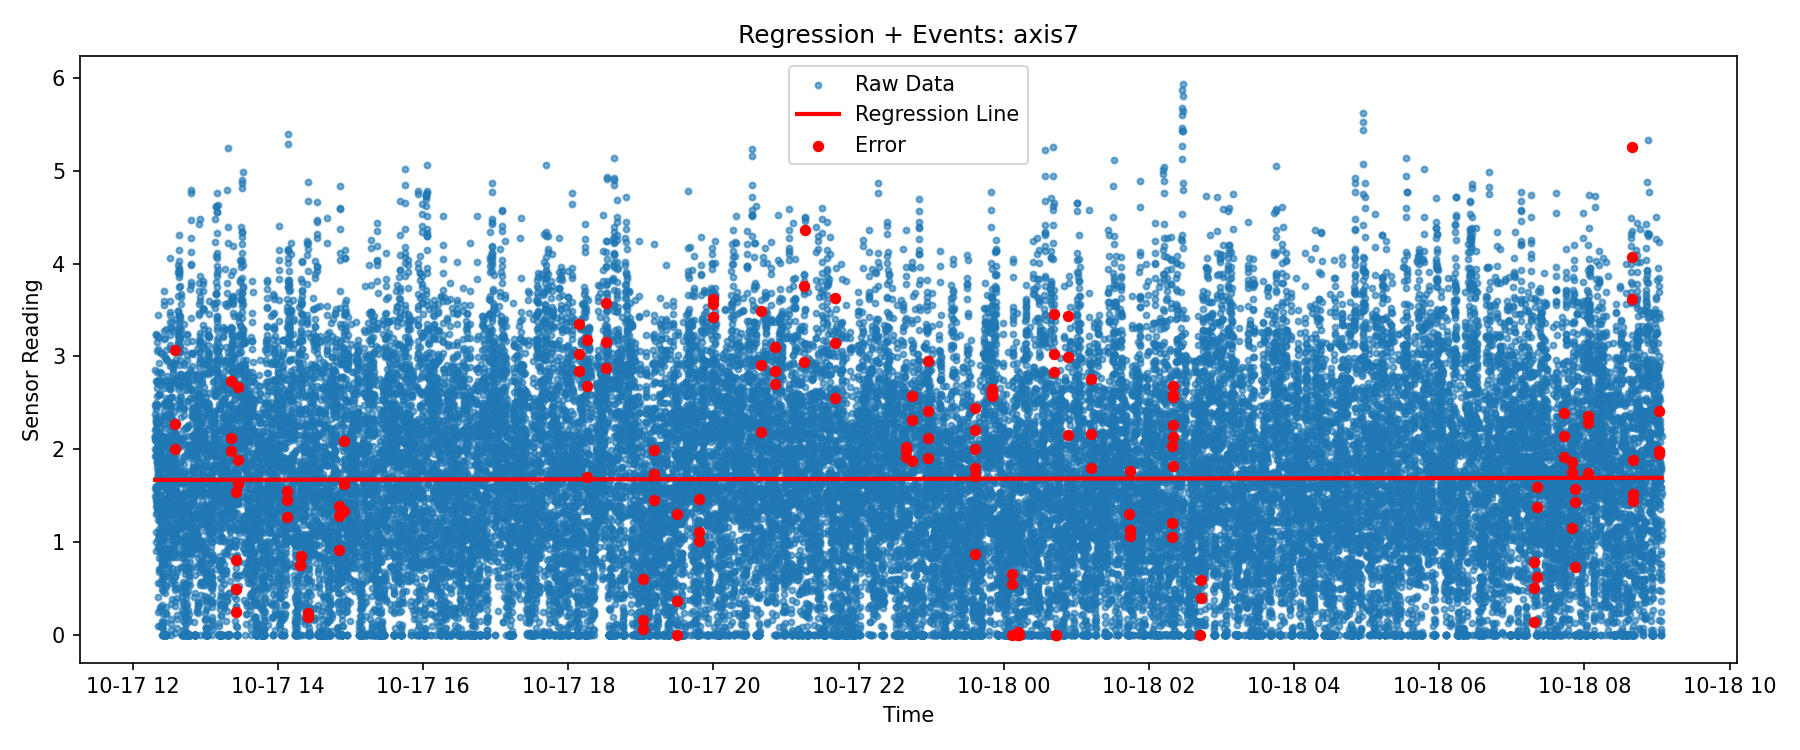 Regression + Events: axis7
Raw Data
Regression Line
Error
Sensor Reading
6
5
4
3
2
1
0
10-17 12 10-17 14 10-17 16 10-17 18 10-17 20 10-17 22 10-18 00 10-18 02 10-18 04 10-18 06 10-18 08 10-18 10
Time